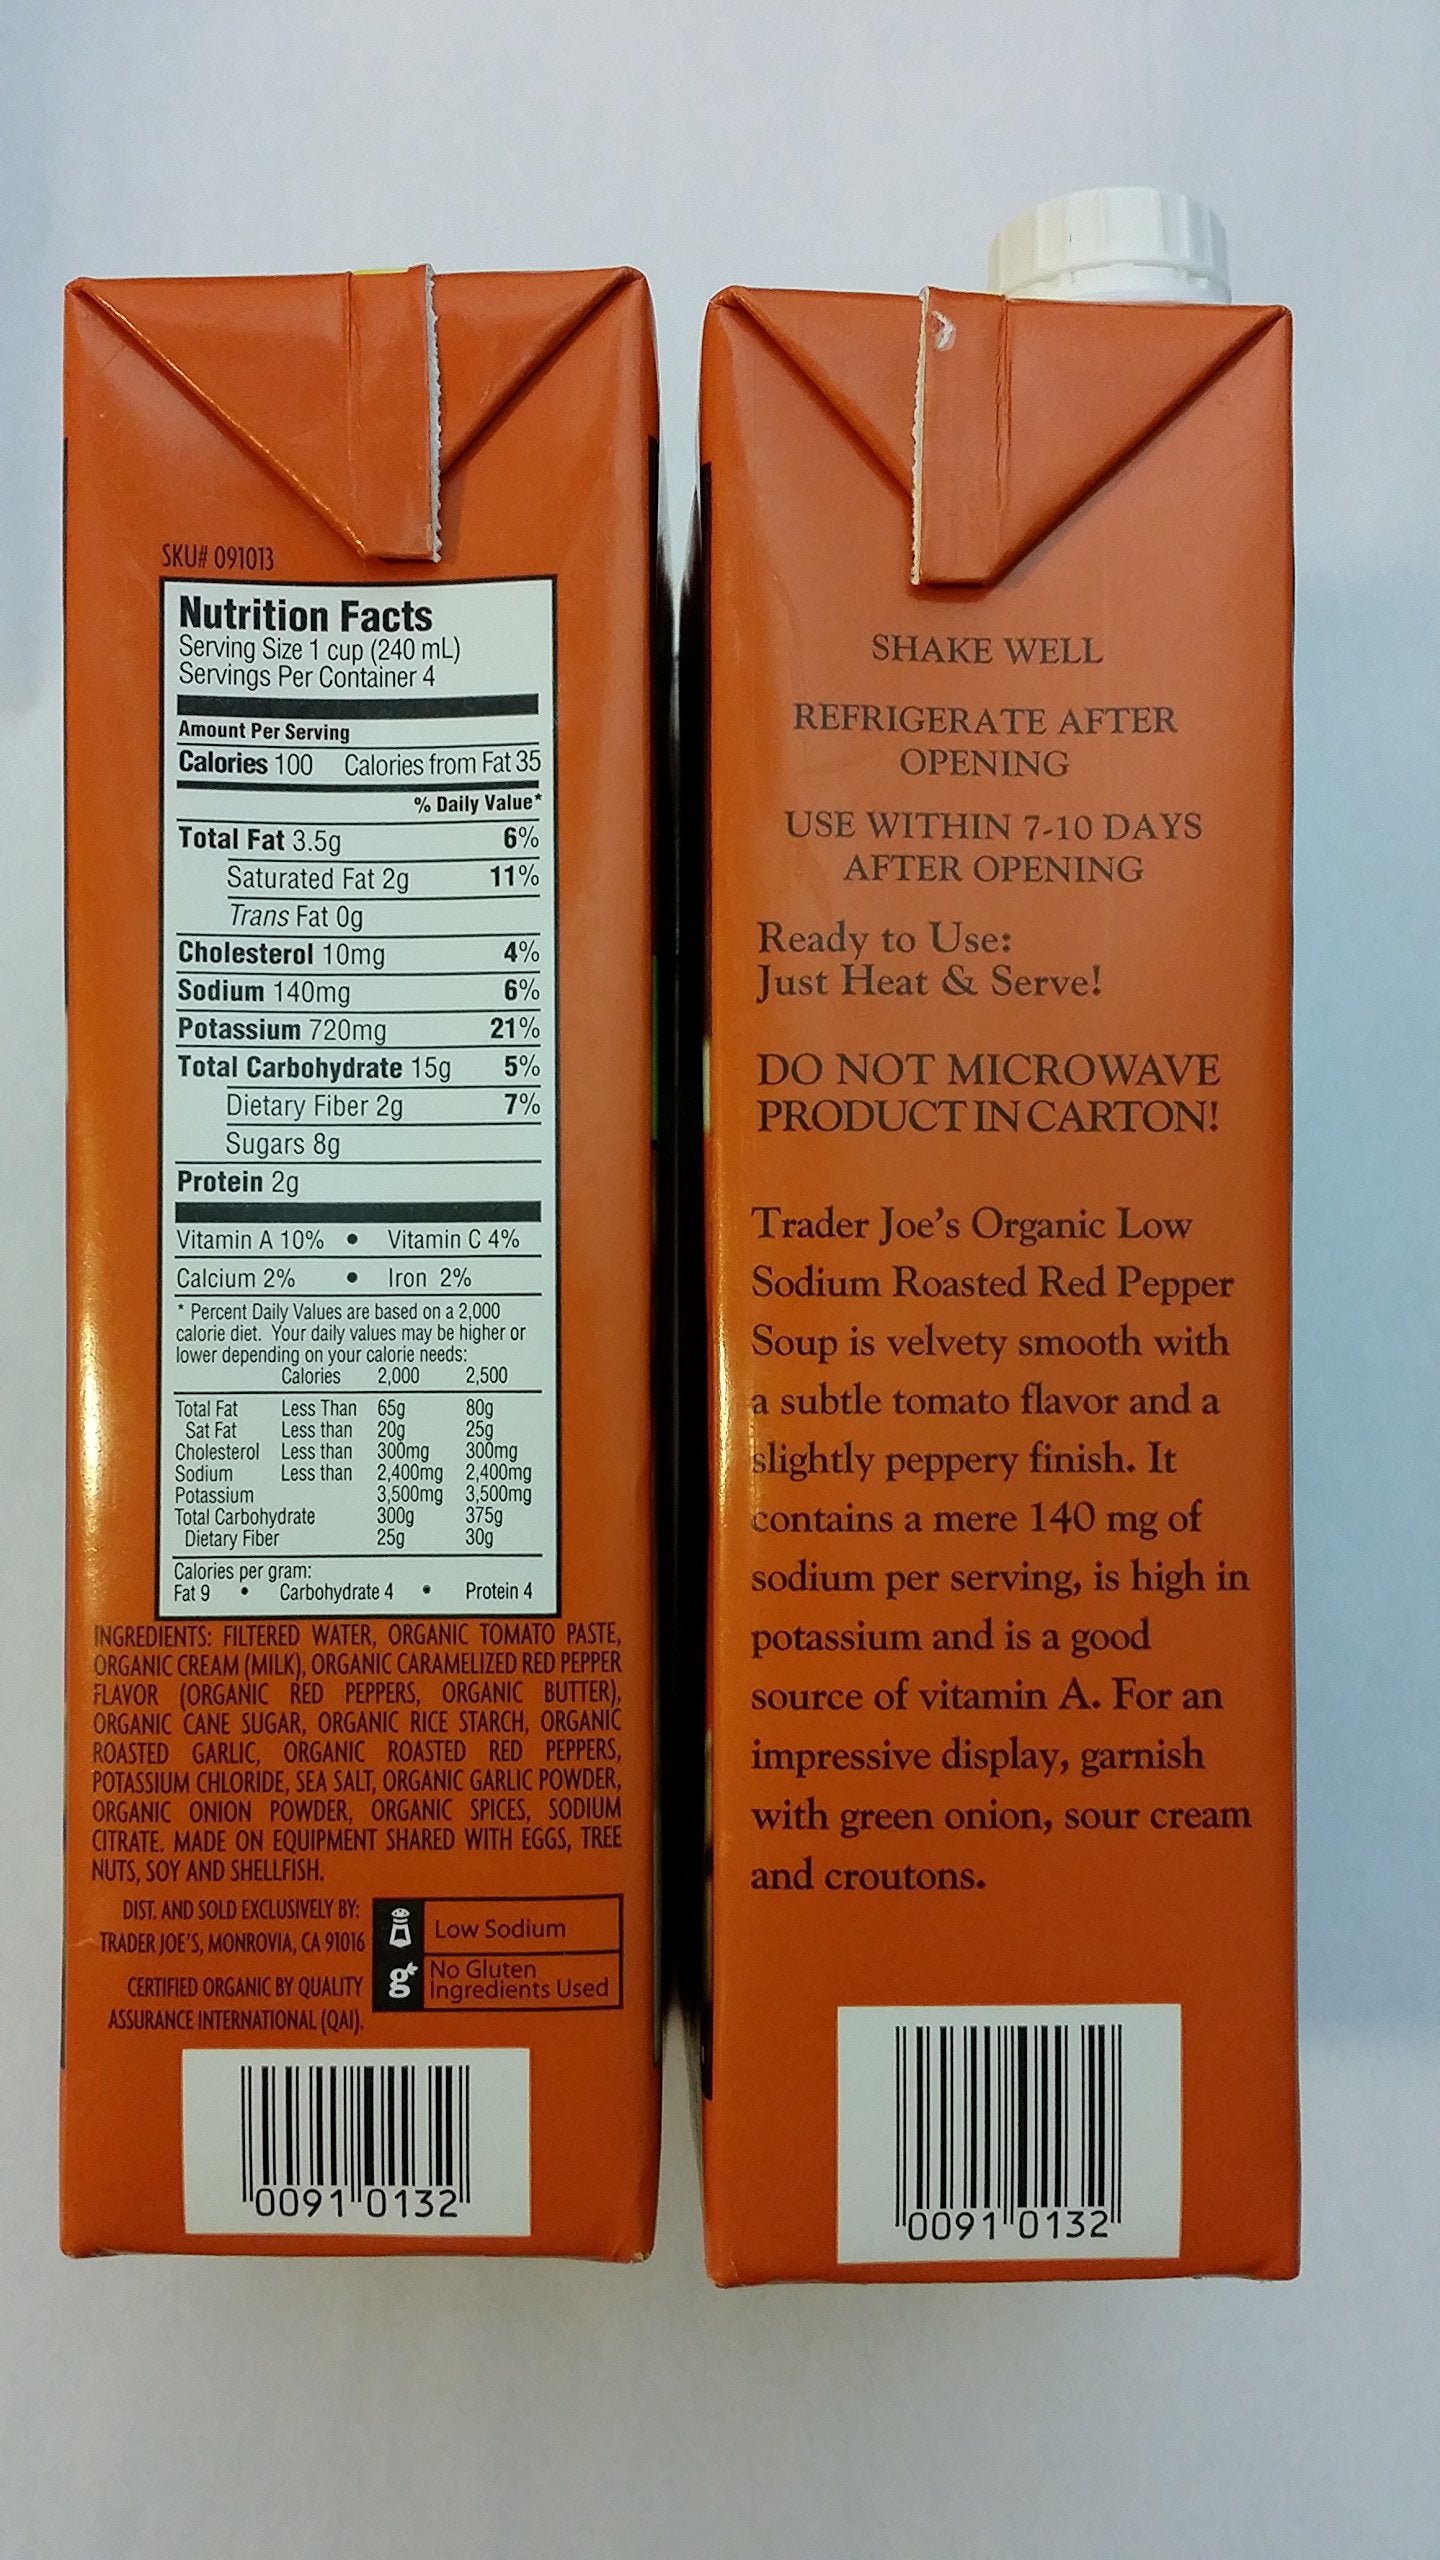 SKU# 091013
Nutrition Facts
Serving Size 1 cup (240 mL)
Servings Per Container 4
Amount Per Serving
Calories 100 Calories from Fat 35
% Daily Value*
Total Fat 3.5g 6%
Saturated Fat 2g 11%
Trans Fat 0g
Cholesterol 10mg 4%
Sodium 140mg 6%
Potassium 720mg 21%
Total Carbohydrate 15g 5%
Dietary Fiber 2g 7%
Sugars 8g
Protein 2g
Vitamin A 10% • Vitamin C 4%
Calcium 2% • Iron 2%
* Percent Daily Values are based on a 2,000
calorie diet. Your daily values may be higher or
lower depending on your calorie needs:
Calories 2,000 2,500
Total Fat Less Than 65g 80g
Sat Fat Less than 20g 25g
Cholesterol Less than 300mg 300mg
Sodium Less than 2,400mg 2,400mg
Potassium 3,500mg 3,500mg
Total Carbohydrate 300g 375g
Dietary Fiber 25g 30g
Calories per gram:
Fat 9 • Carbohydrate 4 • Protein 4
INGREDIENTS: FILTERED WATER, ORGANIC TOMATO PASTE,
ORGANIC CREAM (MILK), ORGANIC CARAMELIZED RED PEPPER
FLAVOR (ORGANIC RED PEPPERS, ORGANIC BUTTER),
ORGANIC CANE SUGAR, ORGANIC RICE STARCH, ORGANIC
ROASTED GARLIC, ORGANIC ROASTED RED PEPPERS,
POTASSIUM CHLORIDE, SEA SALT, ORGANIC GARLIC POWDER,
ORGANIC ONION POWDER, ORGANIC SPICES, SODIUM
CITRATE. MADE ON EQUIPMENT SHARED WITH EGGS, TREE
NUTS, SOY AND SHELLFISH.
DIST. AND SOLD EXCLUSIVELY BY:
TRADER JOE'S, MONROVIA, CA 91016
CERTIFIED ORGANIC BY QUALITY
ASSURANCE INTERNATIONAL (QAI).
Low Sodium
g No Gluten
Ingredients Used
0091 0132
SHAKE WELL
REFRIGERATE AFTER
OPENING
USE WITHIN 7-10 DAYS
AFTER OPENING
Ready to Use:
Just Heat & Serve!
DO NOT MICROWAVE
PRODUCT IN CARTON!
Trader Joe's Organic Low
Sodium Roasted Red Pepper
Soup is velvety smooth with
a subtle tomato flavor and a
slightly peppery finish. It
contains a mere 140 mg of
sodium per serving, is high in
potassium and is a good
source of vitamin A. For an
impressive display, garnish
with green onion, sour cream
and croutons.
0091 0132